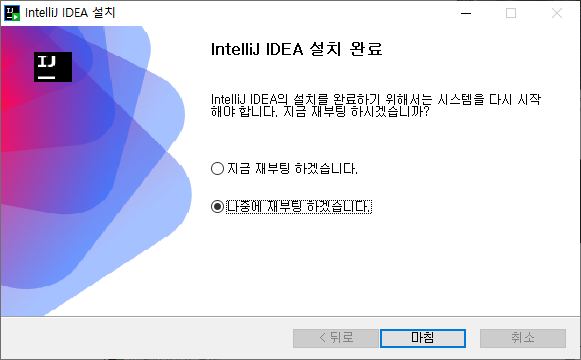 IntelliJ IDEA 설치
IJ
IntelliJ IDEA 설치 완료
IntelliJ IDEA의 설치를 완료하기 위해서는 시스템을 다시 시작
해야 합니다. 지금 재부팅 하시겠습니까?
지금 재부팅 하겠습니다.
나중에 재부팅 하겠습니다.
< 뒤로
마침
취소